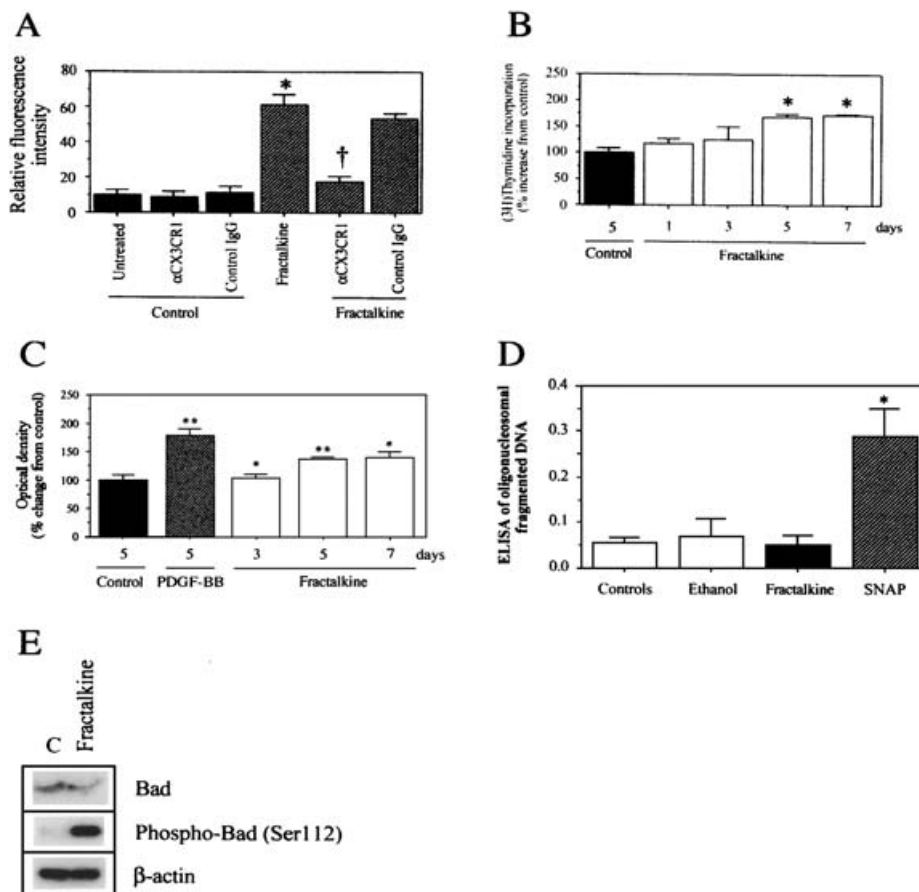 A
Relative fluorescence intensity
80
60
40
20
0
*
†
Untreated
αCX3CR1
Control IgG
Fractalkine
αCX3CR1
Control IgG
Control
Fractalkine
B
(3H)Thymidine incorporation
(% increase from control)
250
200
150
100
50
0
*
*
5
1
3
5
7
days
Control
Fractalkine
C
Optical density
(% change from control)
250
200
150
100
50
0
**
*
**
*
5
5
3
5
7
days
Control
PDGF-BB
Fractalkine
D
ELISA of oligonucleosomal
fragmented DNA
0.4
0.3
0.2
0.1
0.0
*
Controls
Ethanol
Fractalkine
SNAP
E
C
Fractalkine
Bad
Phospho-Bad (Ser112)
β-actin